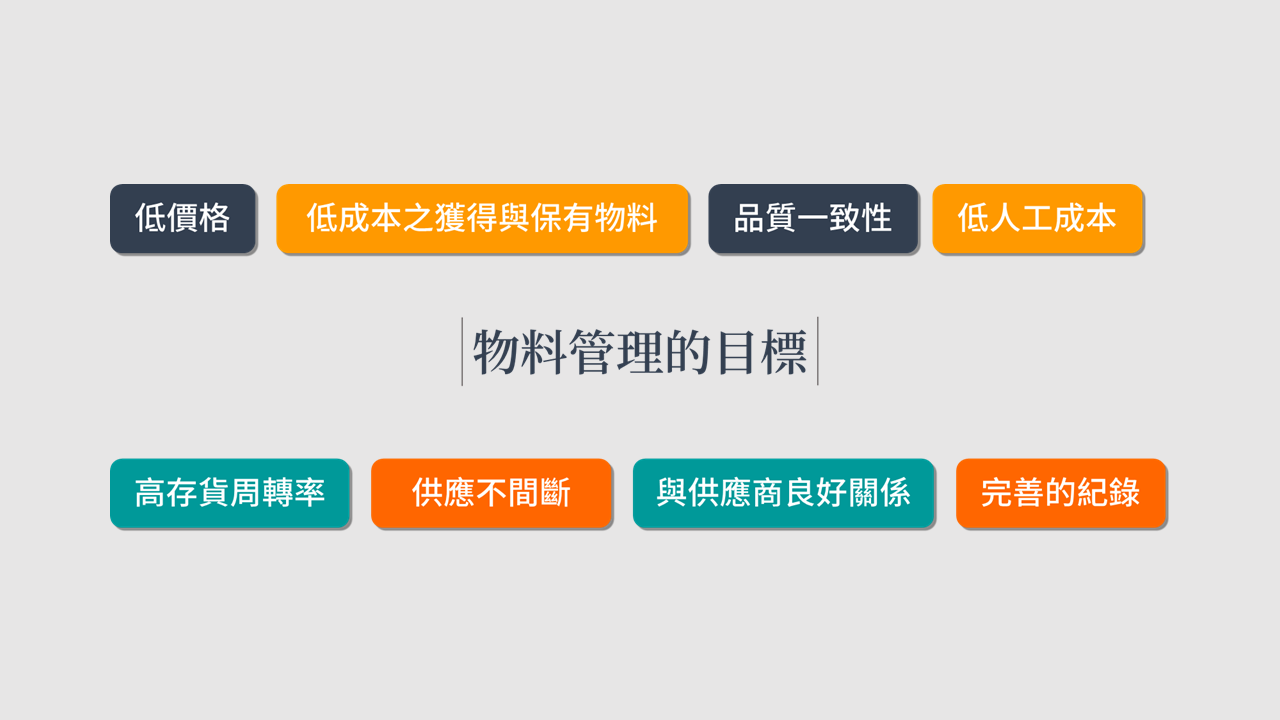 低價格
低成本之獲得與保有物料
品質一致性
低人工成本
物料管理的目標
高存貨周轉率
供應不間斷
與供應商良好關係
完善的紀錄